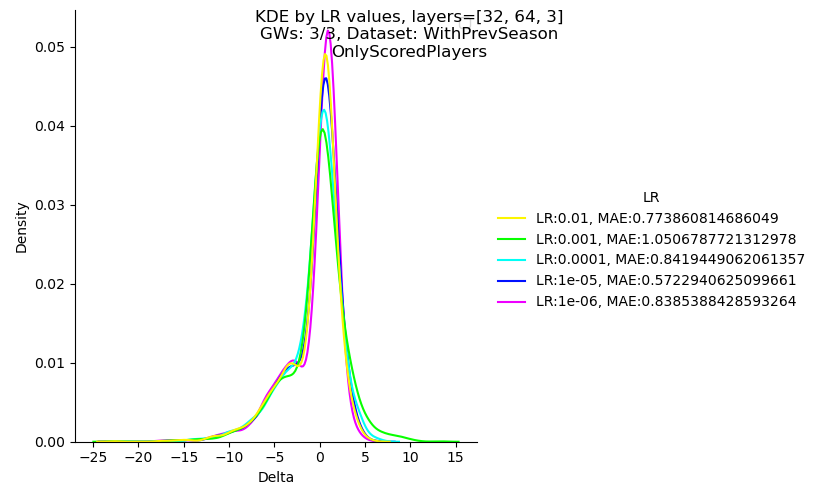 KDE by LR values, layers=[32, 64, 3]
GWs: 3/3, Dataset: WithPrevSeason
OnlyScoredPlayers
0.05
0.04
0.03
0.02
0.01
0.00
Density
−25 −20 −15 −10 −5 0 5 10 15
Delta
LR
LR:0.01, MAE:0.773860814686049
LR:0.001, MAE:1.0506787721312978
LR:0.0001, MAE:0.8419449062061357
LR:1e-05, MAE:0.5722940625099661
LR:1e-06, MAE:0.8385388428593264